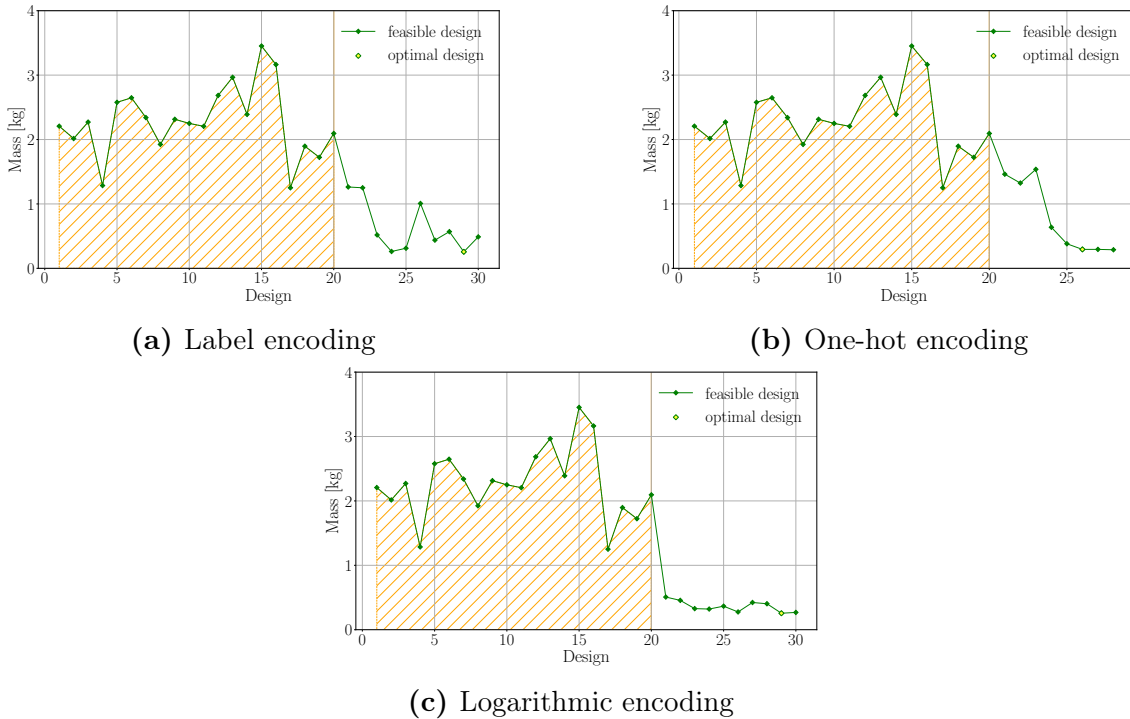 4
3
2
1
0
Mass [kg]
0 5 10 15 20 25 30
Design
feasible design
optimal design
(a) Label encoding
4
3
2
1
0
Mass [kg]
0 5 10 15 20 25
Design
feasible design
optimal design
(b) One-hot encoding
4
3
2
1
0
Mass [kg]
0 5 10 15 20 25 30
Design
feasible design
optimal design
(c) Logarithmic encoding